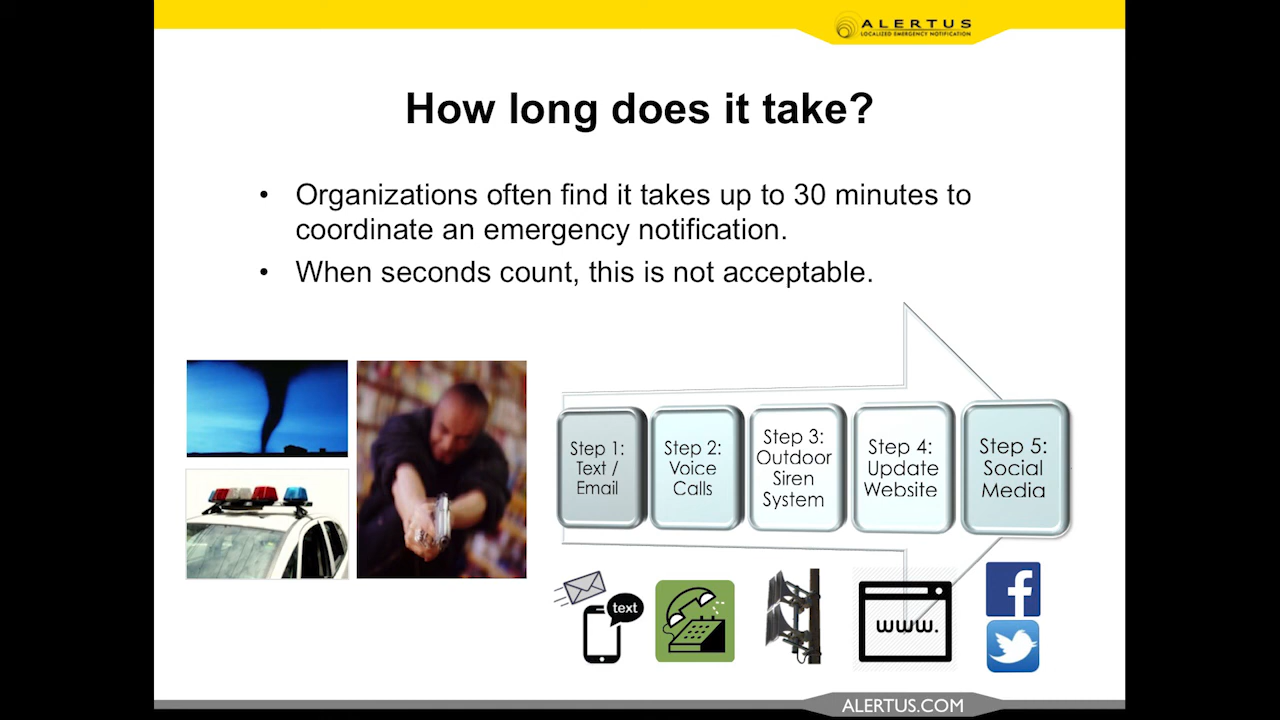 ALERTUS
LOCALIZED EMERGENCY NOTIFICATION
How long does it take?
• Organizations often find it takes up to 30 minutes to
coordinate an emergency notification.
• When seconds count, this is not acceptable.
Step 1:
Text /
Email
Step 2:
Voice
Calls
Step 3:
Outdoor
Siren
System
Step 4:
Update
Website
Step 5:
Social
Media
text
www.
f
ALERTUS.COM